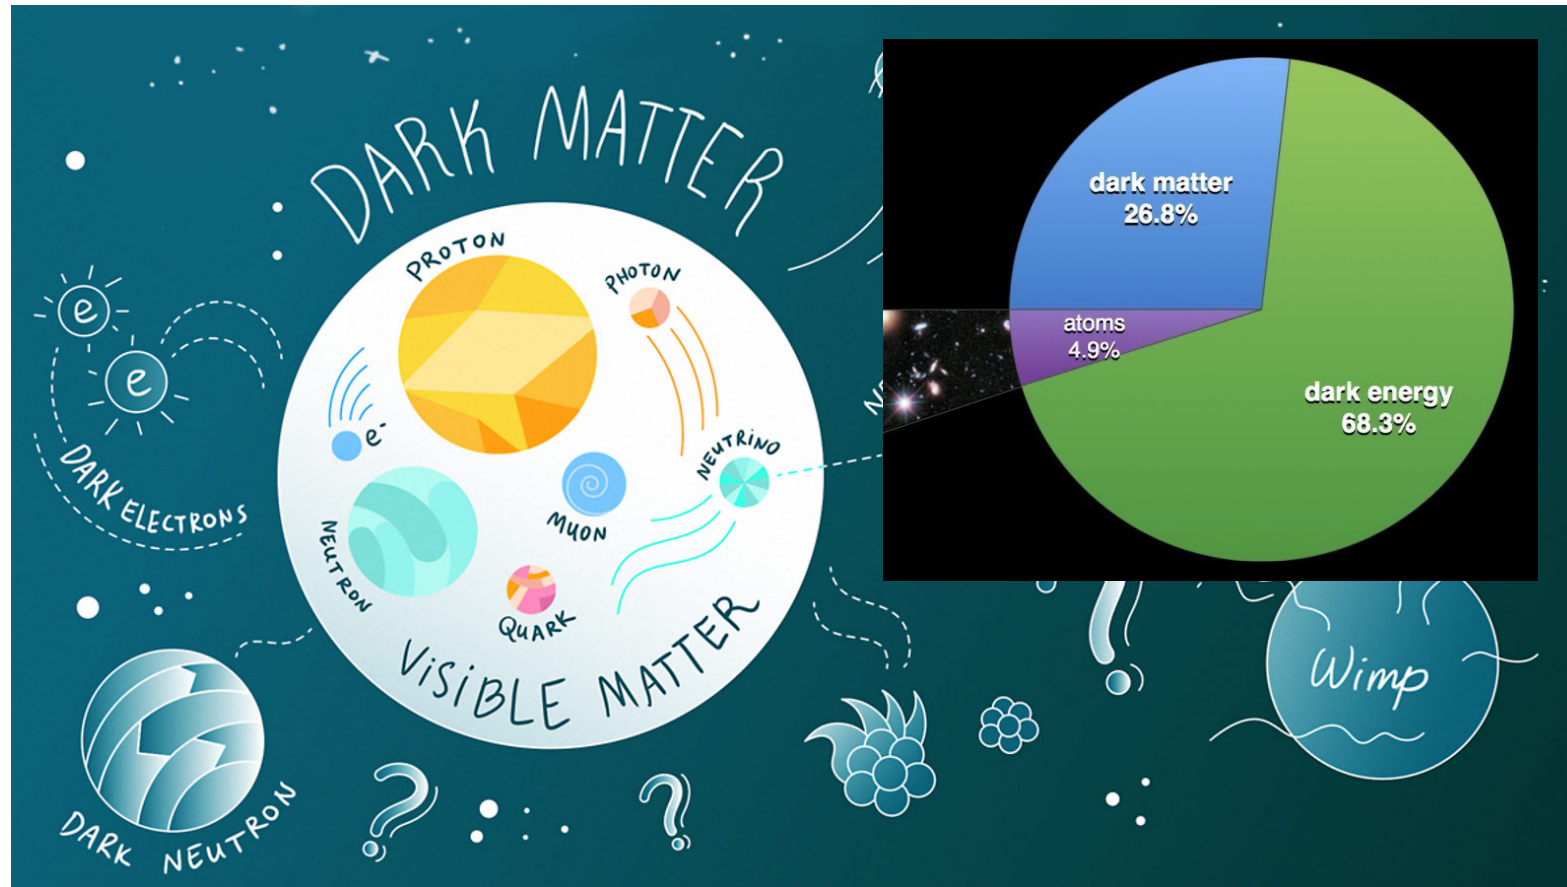 DARK MATTER
PROTON
PHOTON
e-
NEUTRINO
MUON
NEUTRON
QUARK
VISIBLE MATTER
e
e
DARK ELECTRONS
DARK NEUTRON
Wimp
dark matter
26.8%
atoms
4.9%
dark energy
68.3%